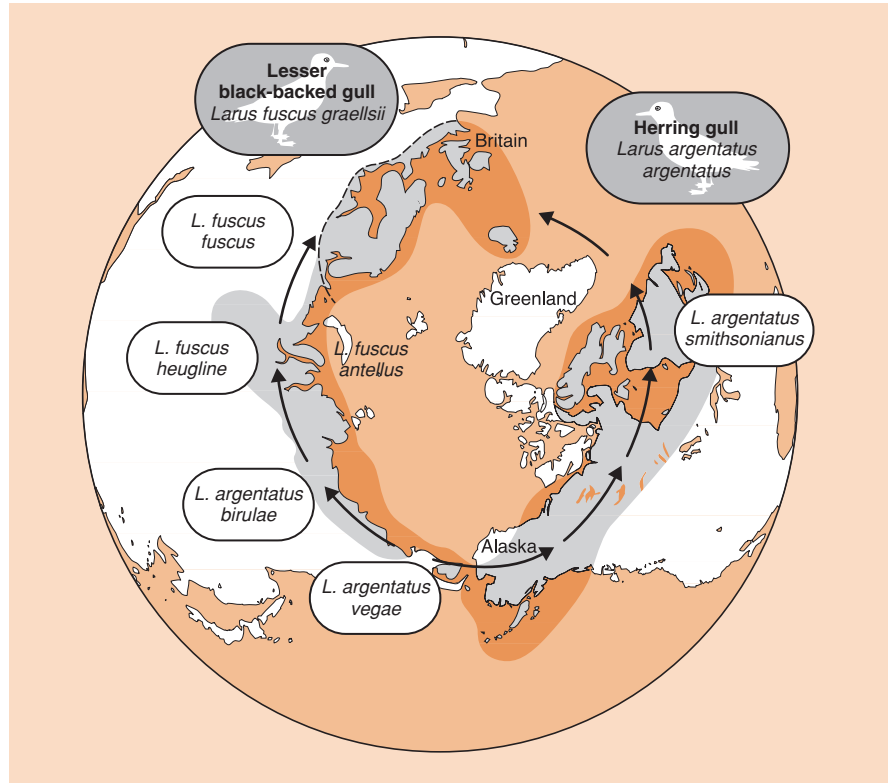 Lesser
black-backed gull
Larus fuscus graellsii
Britain
Herring gull
Larus argentatus
argentatus
L. fuscus
fuscus
Greenland
L. fuscus
heugline
L. fuscus
antellus
L. argentatus
smithsonianus
L. argentatus
birulae
Alaska
L. argentatus
vegae